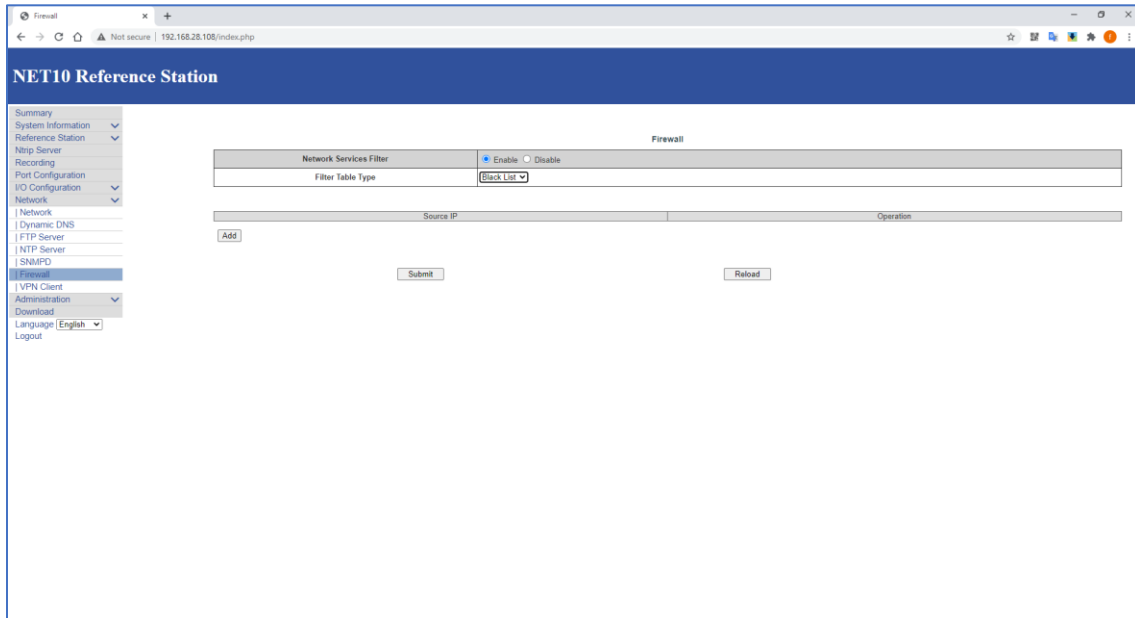 Firewall
Not secure | 192.168.28.108/index.php
NET10 Reference Station
Summary
System Information
Reference Station
Ntrip Server
Recording
Port Configuration
I/O Configuration
Network
| Network
| Dynamic DNS
| FTP Server
| NTP Server
| SNMPD
| Firewall
| VPN Client
Administration
Download
Language English
Logout
Firewall
Network Services Filter Enable Disable
Filter Table Type Black List
Source IP Operation
Add
Submit Reload